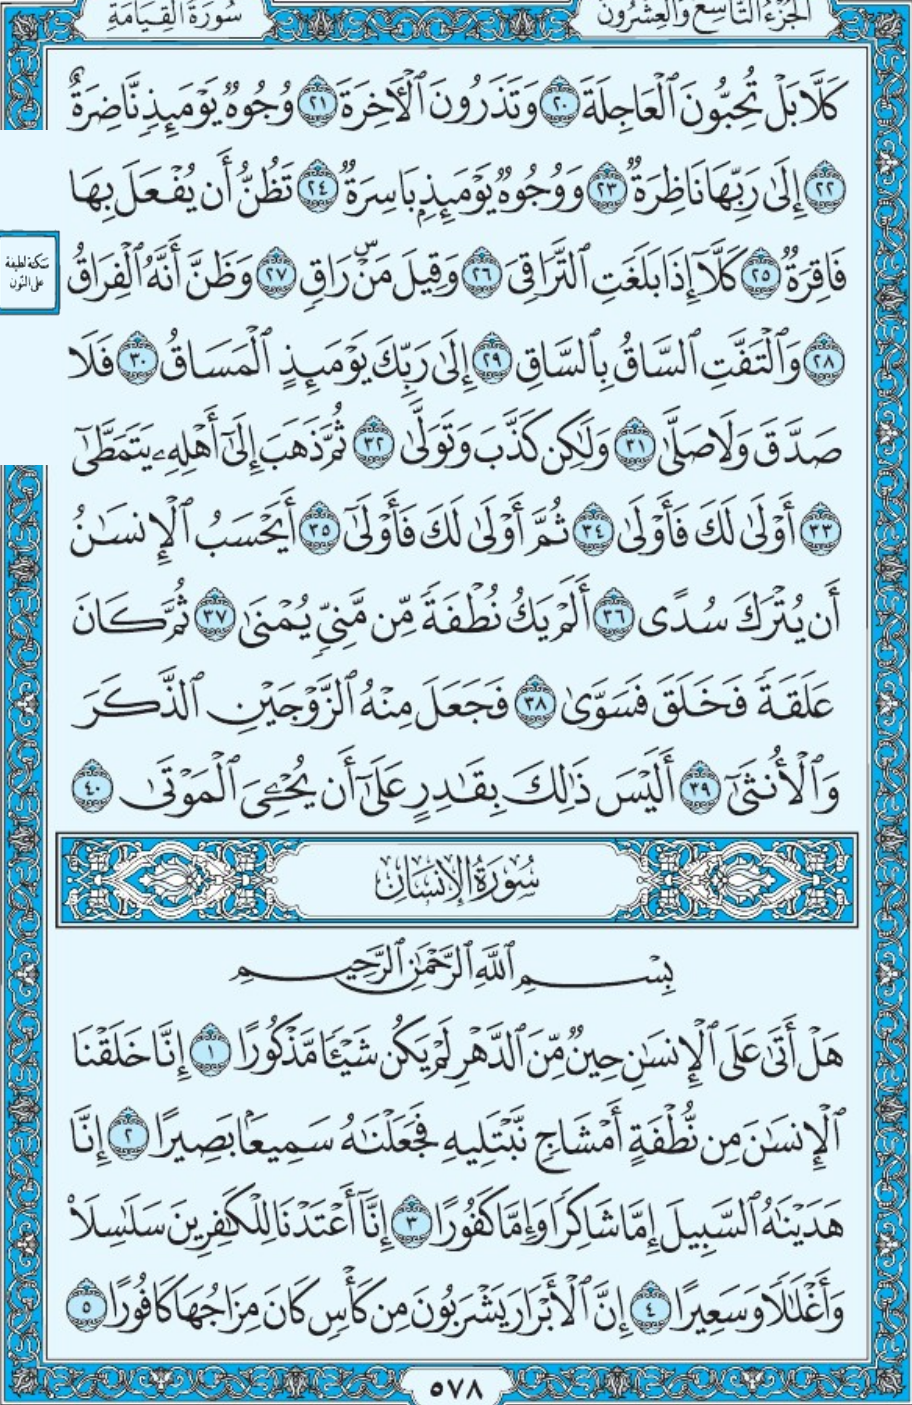 الجُزْءُ التَّاسِعُ وَالعِشْرُونَ
سُورَةُ القِيَامَةِ
كَلَّا بَلْ تُحِبُّونَ ٱلْعَاجِلَةَ ٢٠ وَتَذَرُونَ ٱلْأٓخِرَةَ ٢١ وُجُوهٌ يَوْمَئِذٍ نَّاضِرَةٌ
٢٢ إِلَىٰ رَبِّهَا نَاظِرَةٌ ٢٣ وَوُجُوهٌ يَوْمَئِذِۭ بَاسِرَةٌ ٢٤ تَظُنُّ أَن يُفْعَلَ بِهَا
فَاقِرَةٌ ٢٥ كَلَّآ إِذَا بَلَغَتِ ٱلتَّرَاقِىَ ٢٦ وَقِيلَ مَنْۜ رَاقٍ ٢٧ وَظَنَّ أَنَّهُ ٱلْفِرَاقُ
سكتة لطيفة
على النّون
٢٨ وَٱلْتَفَّتِ ٱلسَّاقُ بِٱلسَّاقِ ٢٩ إِلَىٰ رَبِّكَ يَوْمَئِذٍ ٱلْمَسَاقُ ٣٠ فَلَا
صَدَّقَ وَلَا صَلَّىٰ ٣١ وَلَٰكِن كَذَّبَ وَتَوَلَّىٰ ٣٢ ثُمَّ ذَهَبَ إِلَىٰٓ أَهْلِهِۦ يَتَمَطَّىٰٓ
٣٣ أَوْلَىٰ لَكَ فَأَوْلَىٰ ٣٤ ثُمَّ أَوْلَىٰ لَكَ فَأَوْلَىٰٓ ٣٥ أَيَحْسَبُ ٱلْإِنسَٰنُ
أَن يُتْرَكَ سُدًى ٣٦ أَلَمْ يَكُ نُطْفَةً مِّن مَّنِىٍّ يُمْنَىٰ ٣٧ ثُمَّ كَانَ
عَلَقَةً فَخَلَقَ فَسَوَّىٰ ٣٨ فَجَعَلَ مِنْهُ ٱلزَّوْجَيْنِ ٱلذَّكَرَ
وَٱلْأُنثَىٰٓ ٣٩ أَلَيْسَ ذَٰلِكَ بِقَٰدِرٍ عَلَىٰٓ أَن يُحْۦِىَ ٱلْمَوْتَىٰ ٤٠
سُورَةُ الإِنسَانِ
بِسْمِ ٱللَّهِ ٱلرَّحْمَٰنِ ٱلرَّحِيمِ
هَلْ أَتَىٰ عَلَى ٱلْإِنسَٰنِ حِينٌ مِّنَ ٱلدَّهْرِ لَمْ يَكُن شَيْـًٔا مَّذْكُورًا ١ إِنَّا خَلَقْنَا
ٱلْإِنسَٰنَ مِن نُّطْفَةٍ أَمْشَاجٍ نَّبْتَلِيهِ فَجَعَلْنَٰهُ سَمِيعًۢا بَصِيرًا ٢ إِنَّا
هَدَيْنَٰهُ ٱلسَّبِيلَ إِمَّا شَاكِرًا وَإِمَّا كَفُورًا ٣ إِنَّآ أَعْتَدْنَا لِلْكَٰفِرِينَ سَلَٰسِلَا۟
وَأَغْلَٰلًا وَسَعِيرًا ٤ إِنَّ ٱلْأَبْرَارَ يَشْرَبُونَ مِن كَأْسٍ كَانَ مِزَاجُهَا كَافُورًا ٥
٥٧٨